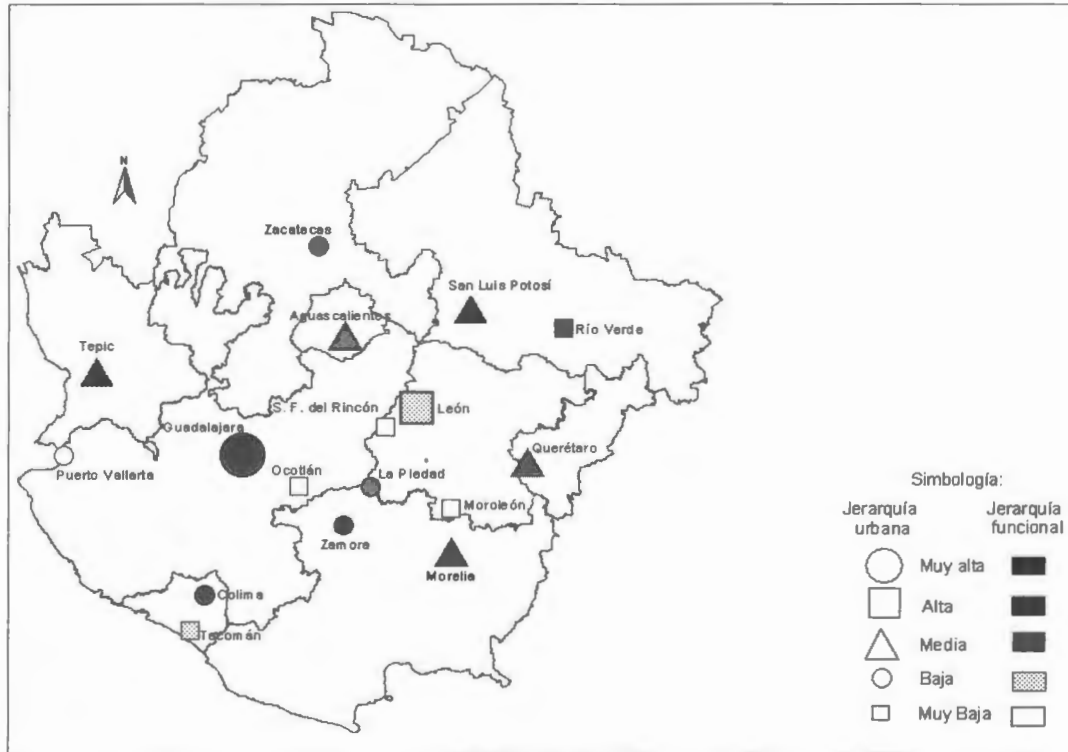 N
Zacatecas
San Luis Potosí
Aguascalientes
Río Verde
Tepic
S. F. del Rincón
León
Guadalajara
Querétaro
Puerto Vallarta
Ocotlán
La Piedad
Moroleón
Zamora
Morelia
Colima
Tecomán
Simbología:
Jerarquía urbana
Jerarquía funcional
Muy alta
Alta
Media
Baja
Muy Baja